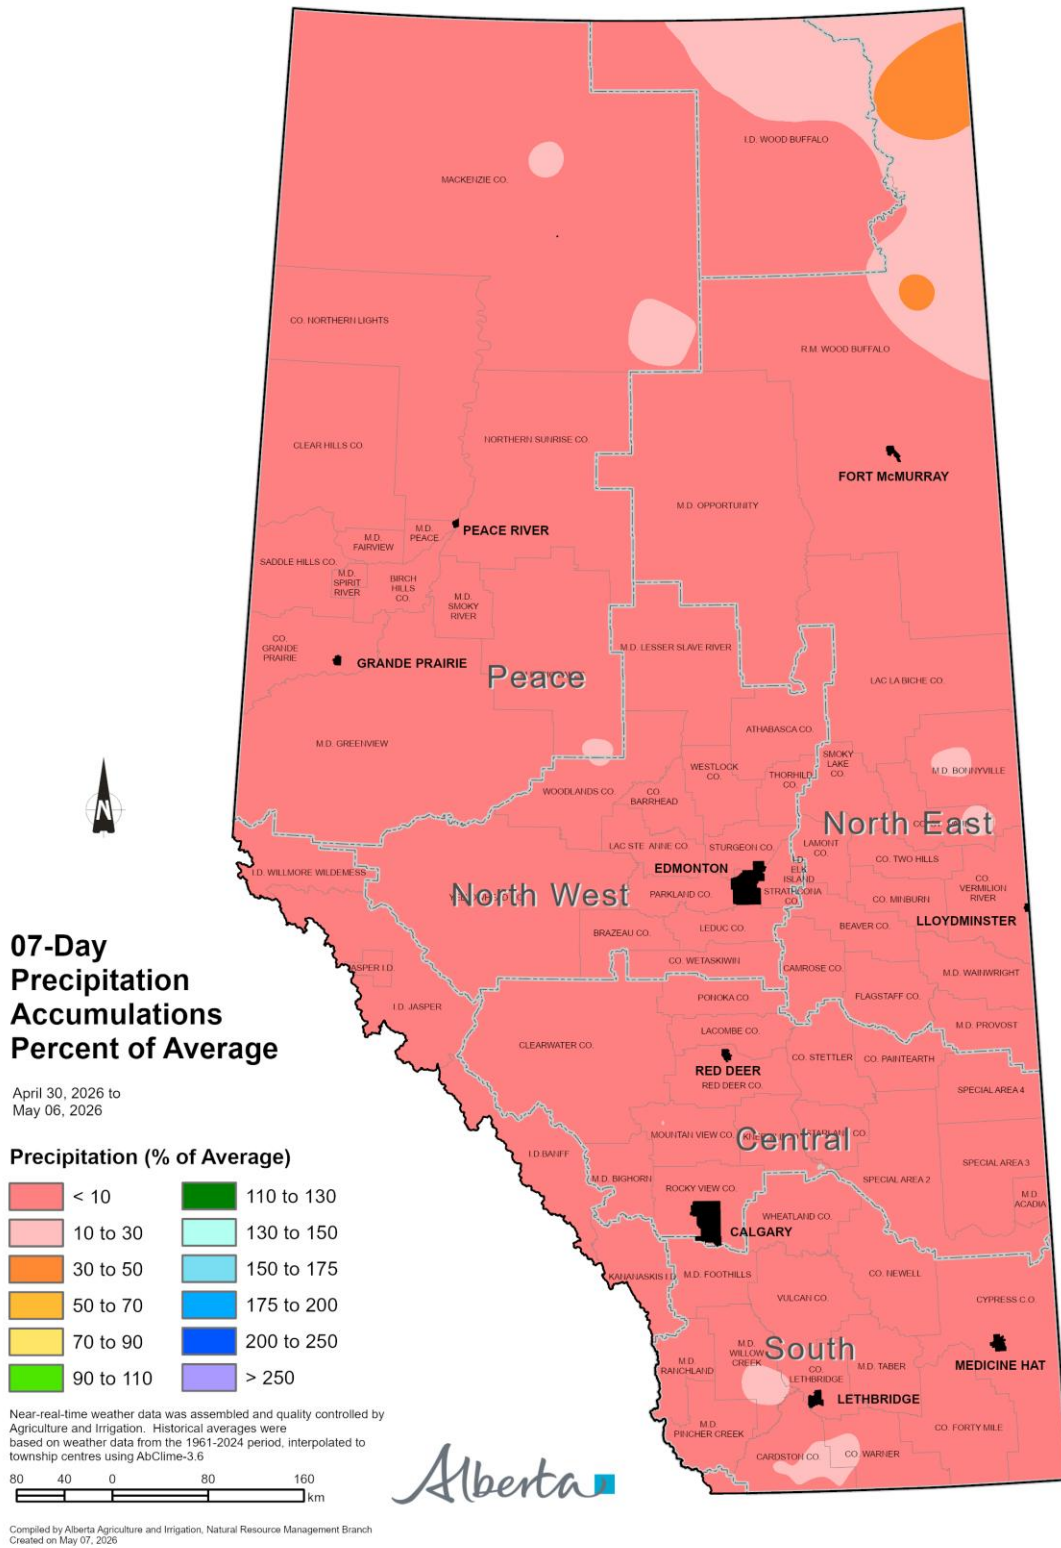 I.D. WOOD BUFFALO
MACKENZIE CO.
CO. NORTHERN LIGHTS
R.M. WOOD BUFFALO
CLEAR HILLS CO.
NORTHERN SUNRISE CO.
FORT McMURRAY
M.D. OPPORTUNITY
M.D.
PEACE
PEACE RIVER
M.D.
FAIRVIEW
SADDLE HILLS CO.
M.D.
SPIRIT
RIVER
BIRCH
HILLS
CO.
M.D.
SMOKY
RIVER
CO.
GRANDE
PRAIRIE
GRANDE PRAIRIE
M.D. LESSER SLAVE RIVER
Peace
LAC LA BICHE CO.
M.D. GREENVIEW
ATHABASCA CO.
WESTLOCK
CO.
SMOKY
LAKE
CO.
THORHILD
CO.
M.D. BONNYVILLE
WOODLANDS CO.
CO.
BARRHEAD
North East
N
LAC STE ANNE CO.
STURGEON CO.
LAMONT
CO.
CO. TWO HILLS
I.D. WILLMORE WILDERNESS
EDMONTON
I.D.
ELK
ISLAND
STRATHCONA
CO.
CO.
VERMILION
RIVER
North West
PARKLAND CO.
CO. MINBURN
LLOYDMINSTER
BRAZEAU CO.
LEDUC CO.
BEAVER CO.
CO. WETASKIWIN
CAMROSE CO.
M.D. WAINWRIGHT
JASPER I.D.
I.D. JASPER
PONOKA CO.
FLAGSTAFF CO.
M.D. PROVOST
07-Day
Precipitation
Accumulations
Percent of Average
CLEARWATER CO.
LACOMBE CO.
CO. STETTLER
CO. PAINTEARTH
RED DEER
RED DEER CO.
SPECIAL AREA 4
April 30, 2026 to
May 06, 2026
MOUNTAN VIEW CO.
Central
I.D.BANFF
M.D. BIGHORN
ROCKY VIEW CO.
SPECIAL AREA 2
SPECIAL AREA 3
M.D.
ACADIA
WHEATLAND CO.
CALGARY
KANANASKIS I.D
M.D. FOOTHILLS
CO. NEWELL
VULCAN CO.
CYPRESS C.O.
South
M.D.
WILLOW
CREEK
M.D.
RANCHLAND
CO.
LETHBRIDGE
M.D. TABER
MEDICINE HAT
LETHBRIDGE
M.D.
PINCHER CREEK
CO. FORTY MILE
CARDSTON CO.
CO. WARNER
Precipitation (% of Average)
< 10
10 to 30
30 to 50
50 to 70
70 to 90
90 to 110
110 to 130
130 to 150
150 to 175
175 to 200
200 to 250
> 250
Near-real-time weather data was assembled and quality controlled by
Agriculture and Irrigation. Historical averages were
based on weather data from the 1961-2024 period, interpolated to
township centres using AbClime-3.6
80 40 0 80 160
km
Alberta
Compiled by Alberta Agriculture and Irrigation, Natural Resource Management Branch
Created on May 07, 2026